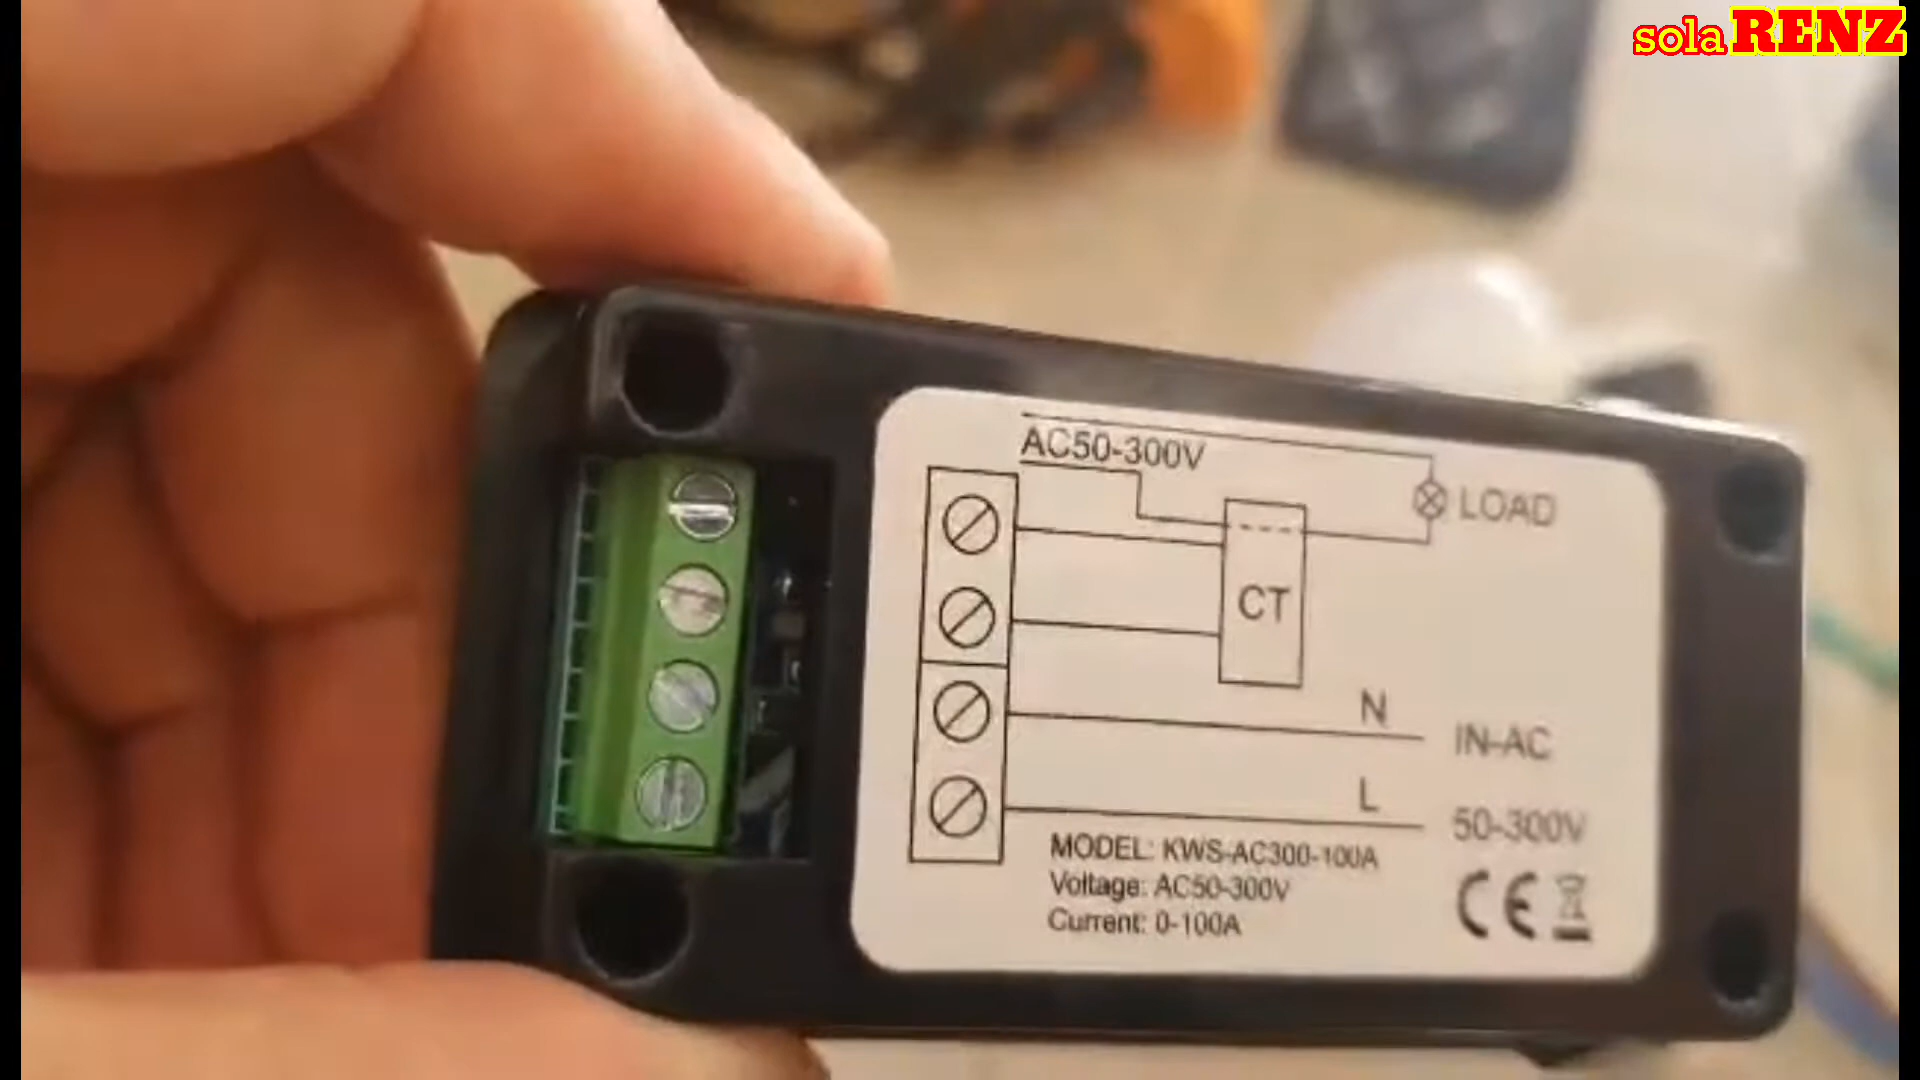 solaRENZ
AC50-300V
LOAD
CT
N
IN-AC
L
50-300V
MODEL: KWS-AC300-100A
Voltage: AC50-300V
Current: 0-100A
CE